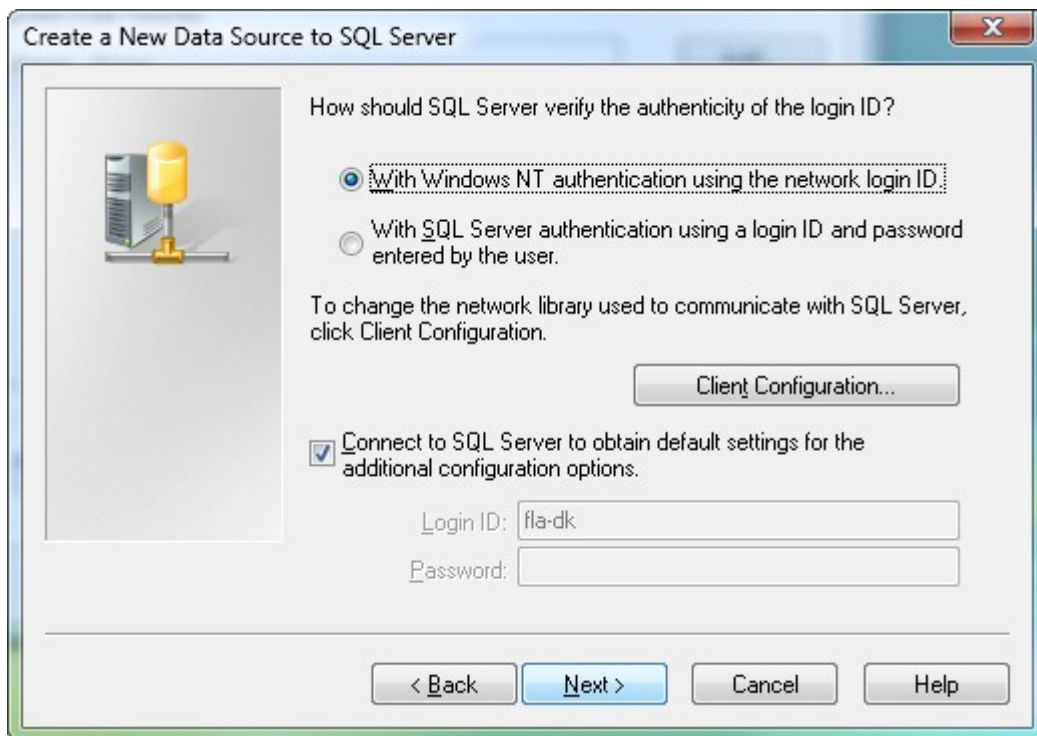 Create a New Data Source to SQL Server
How should SQL Server verify the authenticity of the login ID?
With Windows NT authentication using the network login ID.
With SQL Server authentication using a login ID and password
entered by the user.
To change the network library used to communicate with SQL Server,
click Client Configuration.
Client Configuration...
Connect to SQL Server to obtain default settings for the
additional configuration options.
Login ID: fla-dk
Password:
< Back Next > Cancel Help